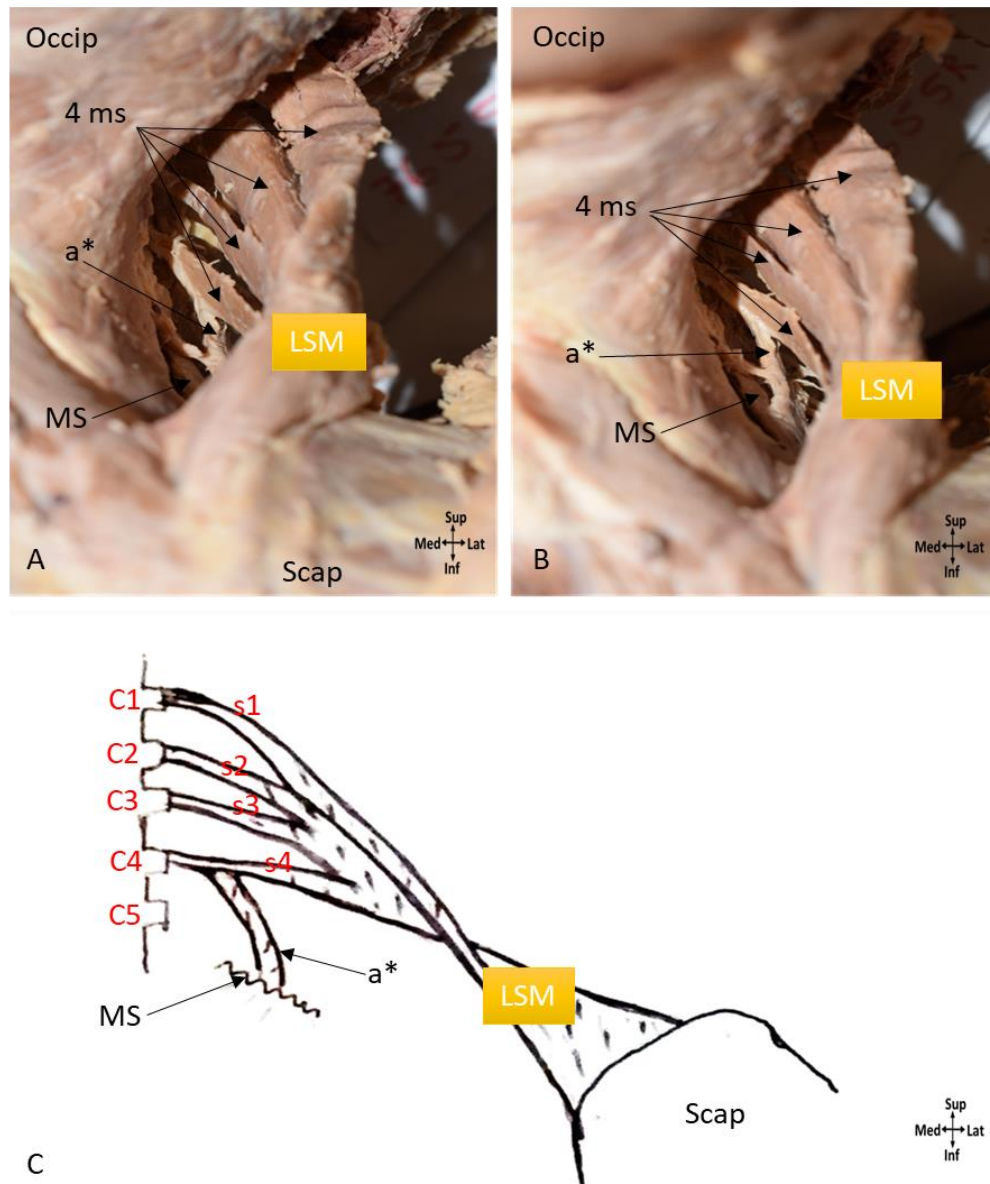 Occip
4 ms
a*
LSM
MS
Sup
Med Lat
Inf
A
Scap
Occip
4 ms
a*
LSM
MS
Sup
Med Lat
Inf
B
C1
s1
C2
s2
C3
s3
C4
s4
C5
a*
MS
LSM
Scap
Sup
Med Lat
Inf
C